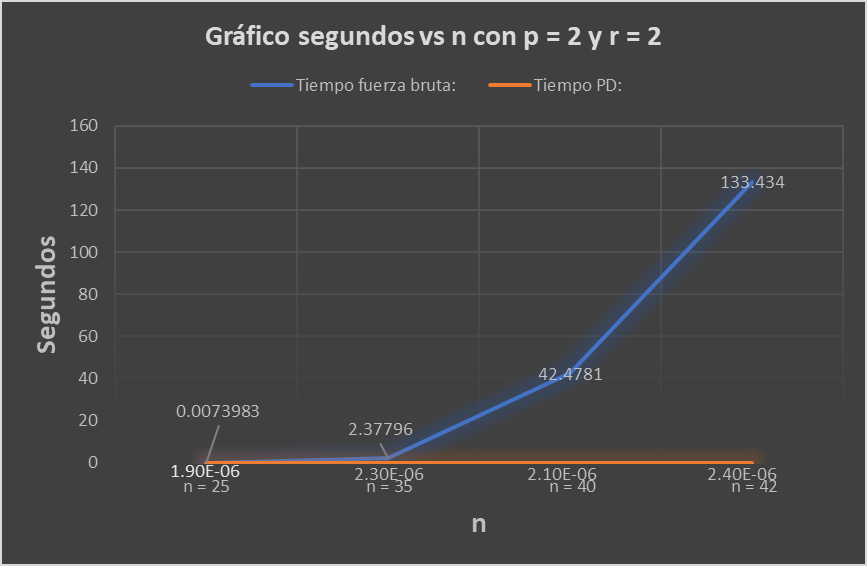 Gráfico segundos vs n con p = 2 y r = 2
Tiempo fuerza bruta: Tiempo PD:
160
140
120
100
80
60
40
20
0
Segundos
0.0073983
2.37796
42.4781
133.434
1.90E-06 2.30E-06 2.10E-06 2.40E-06
n = 25 n = 35 n = 40 n = 42
n